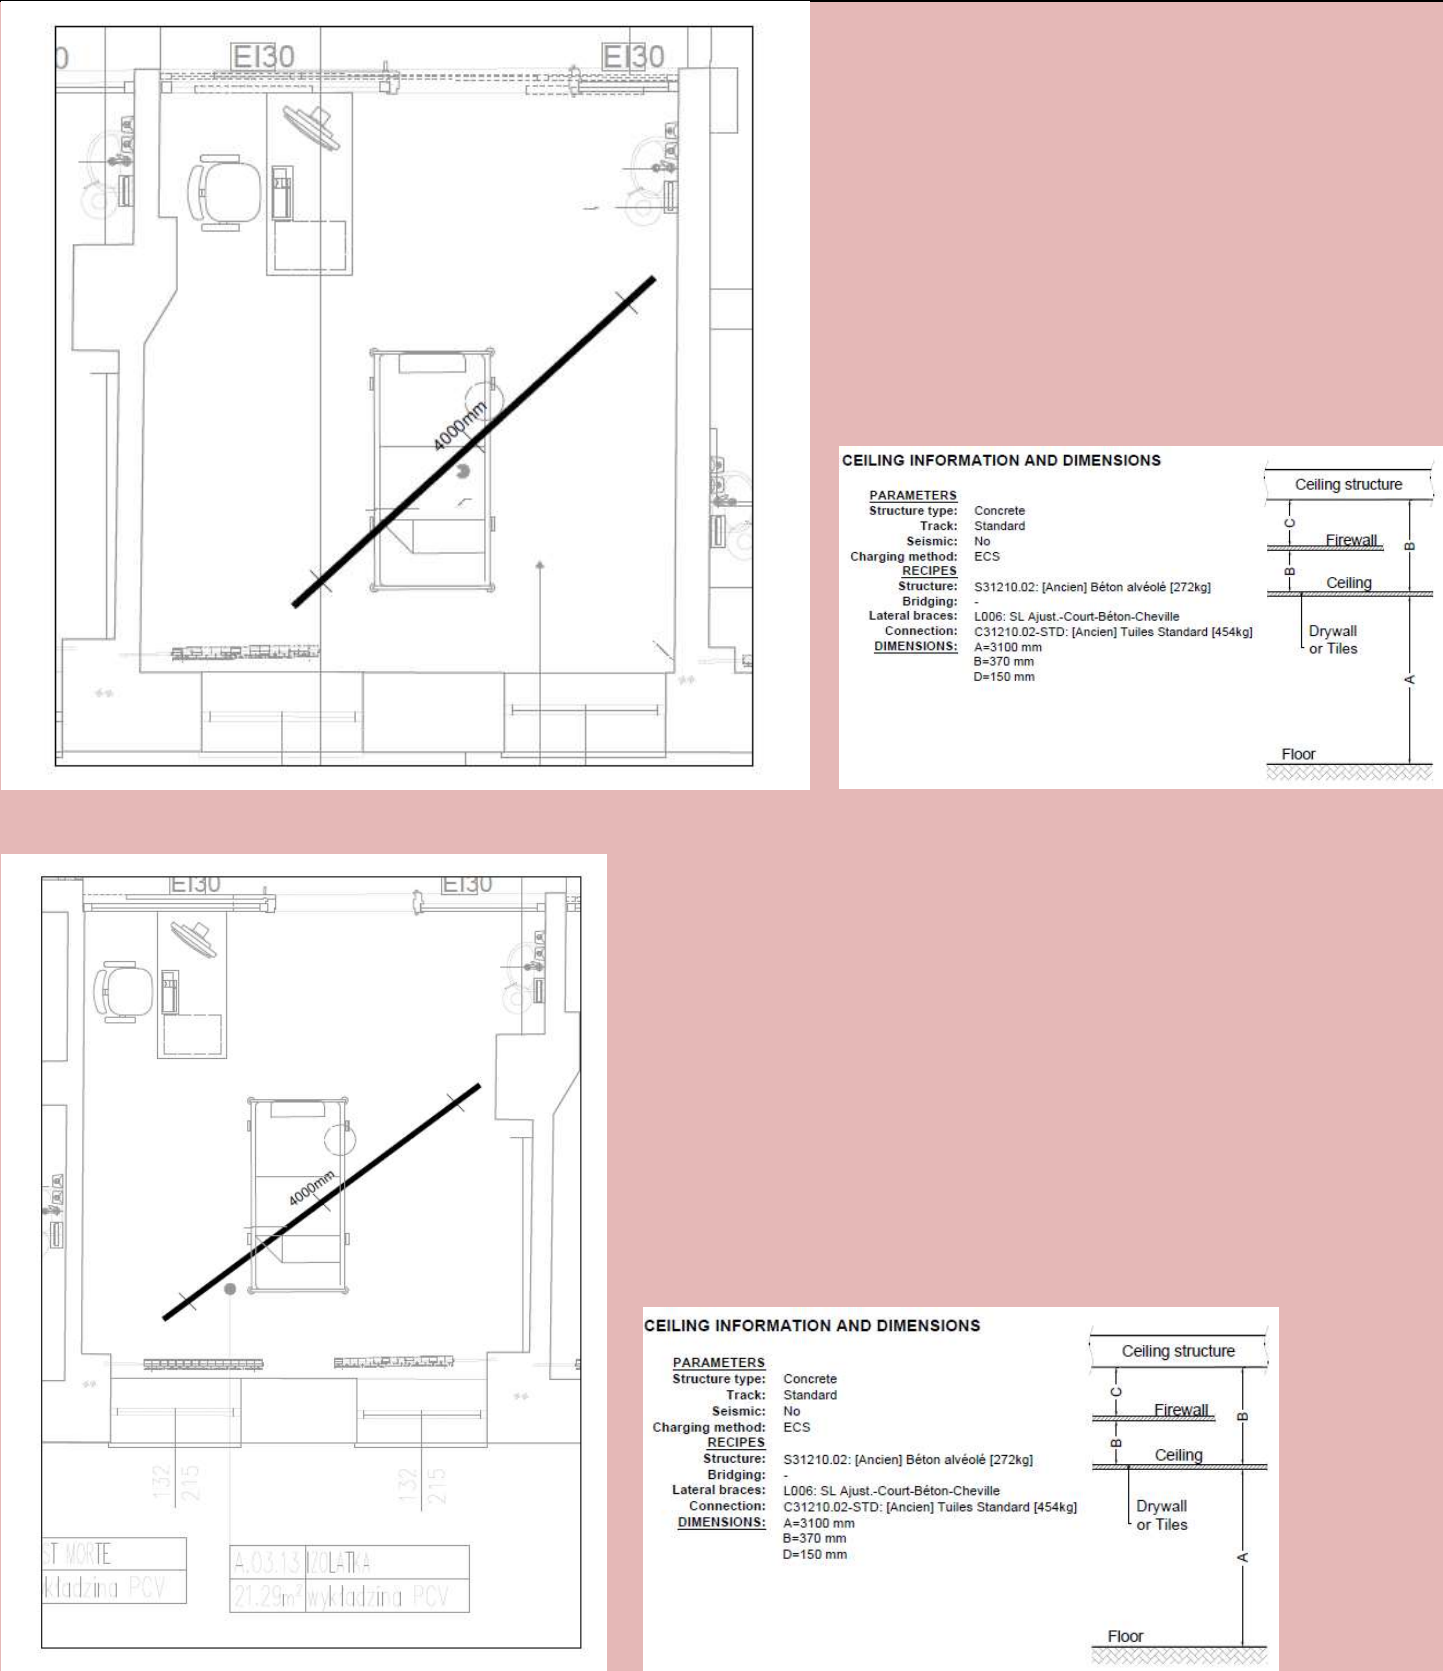 0
EI30
EI30
4000mm
CEILING INFORMATION AND DIMENSIONS
PARAMETERS
Structure type: Concrete
Track: Standard
Seismic: No
Charging method: ECS
RECIPES
Structure: S31210.02: [Ancien] Béton alvéolé [272kg]
Bridging: -
Lateral braces: L006: SL Ajust.-Court-Béton-Cheville
Connection: C31210.02-STD: [Ancien] Tuiles Standard [454kg]
DIMENSIONS: A=3100 mm
B=370 mm
D=150 mm
Ceiling structure
C
Firewall
B
B
Ceiling
Drywall
or Tiles
A
Floor
EI30
EI30
4000mm
132
215
132
215
ST MORTE
kładzina PCV
A.03.13 IZOLATKA
21.29m² wykładzina PCV
CEILING INFORMATION AND DIMENSIONS
PARAMETERS
Structure type: Concrete
Track: Standard
Seismic: No
Charging method: ECS
RECIPES
Structure: S31210.02: [Ancien] Béton alvéolé [272kg]
Bridging: -
Lateral braces: L006: SL Ajust.-Court-Béton-Cheville
Connection: C31210.02-STD: [Ancien] Tuiles Standard [454kg]
DIMENSIONS: A=3100 mm
B=370 mm
D=150 mm
Ceiling structure
C
Firewall
B
B
Ceiling
Drywall
or Tiles
A
Floor